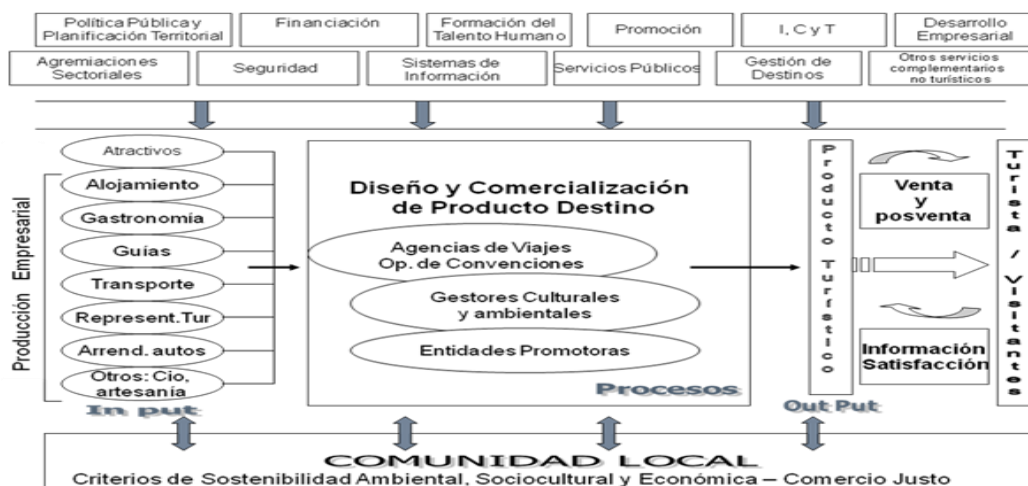 Política Pública y
Planificación Territorial
Financiación
Formación del
Talento Humano
Promoción
I, C y T
Desarrollo
Empresarial
Agremiaciones
Sectoriales
Seguridad
Sistemas de
Información
Servicios Públicos
Gestión de
Destinos
Otros servicios
complementarios
no turísticos
Producción Empresarial
Atractivos
Alojamiento
Gastronomía
Guías
Transporte
Represent.Tur
Arrend. autos
Otros: Cio,
artesanía
In put
Diseño y Comercialización
de Producto Destino
Agencias de Viajes
Op. de Convenciones
Gestores Culturales
y ambientales
Entidades Promotoras
Procesos
Producto Turístico
Out Put
Venta
y
posventa
Información
Satisfacción
Turista / Visitantes
COMUNIDAD LOCAL
Criterios de Sostenibilidad Ambiental, Sociocultural y Económica – Comercio Justo